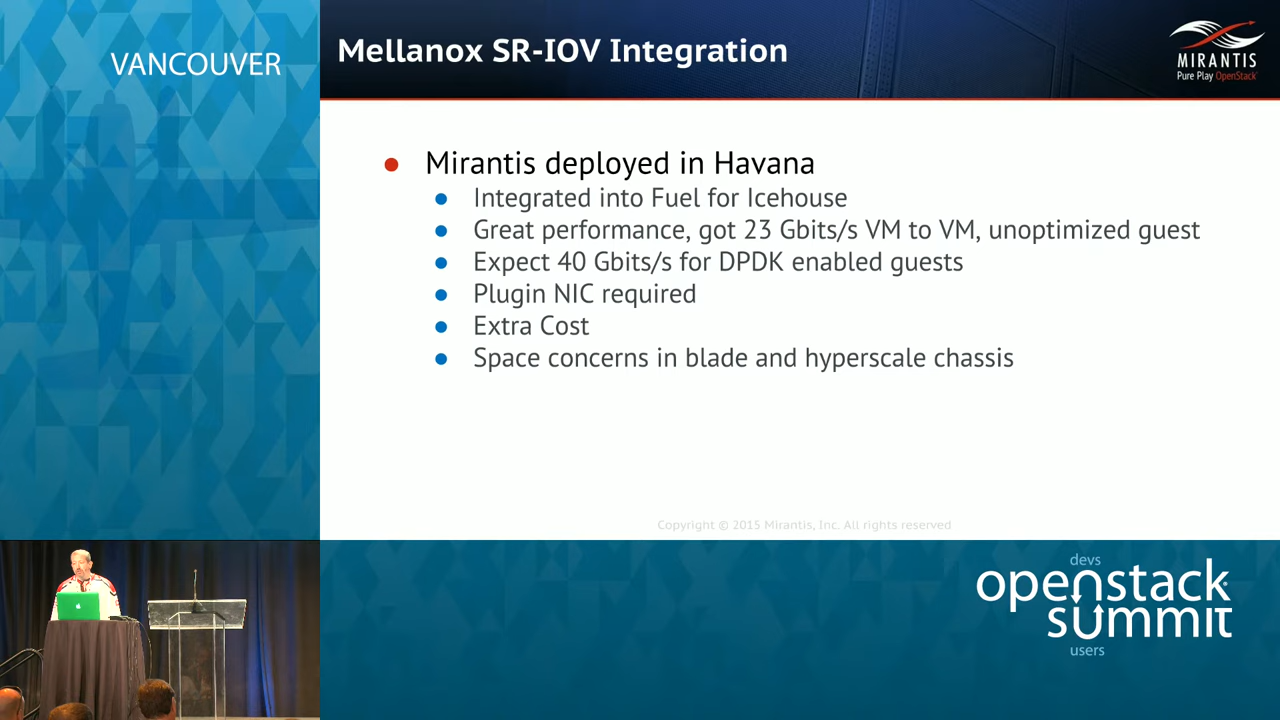 VANCOUVER
Mellanox SR-IOV Integration
MIRANTIS
Pure Play OpenStack
Mirantis deployed in Havana
Integrated into Fuel for Icehouse
Great performance, got 23 Gbits/s VM to VM, unoptimized guest
Expect 40 Gbits/s for DPDK enabled guests
Plugin NIC required
Extra Cost
Space concerns in blade and hyperscale chassis
Copyright © 2015 Mirantis, Inc. All rights reserved
devs
openstack
summit
users